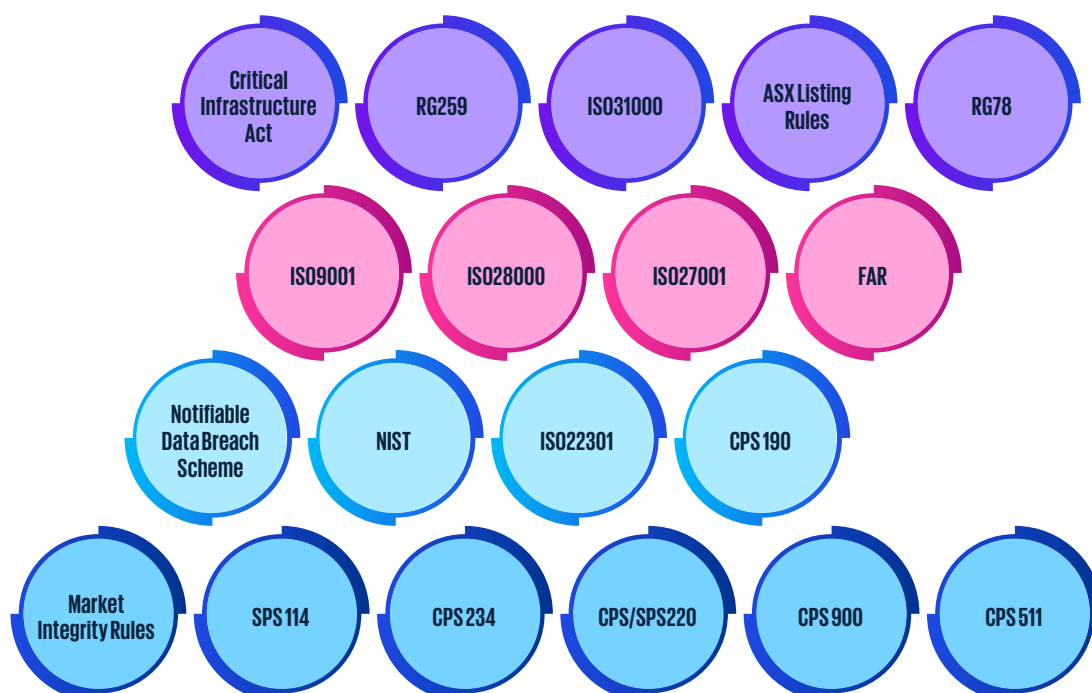 Critical
Infrastructure
Act
RG259
ISO31000
ASX Listing
Rules
RG78
ISO9001
ISO28000
ISO27001
FAR
Notifiable
Data Breach
Scheme
NIST
ISO22301
CPS 190
Market
Integrity Rules
SPS 114
CPS 234
CPS/SPS220
CPS 900
CPS 511